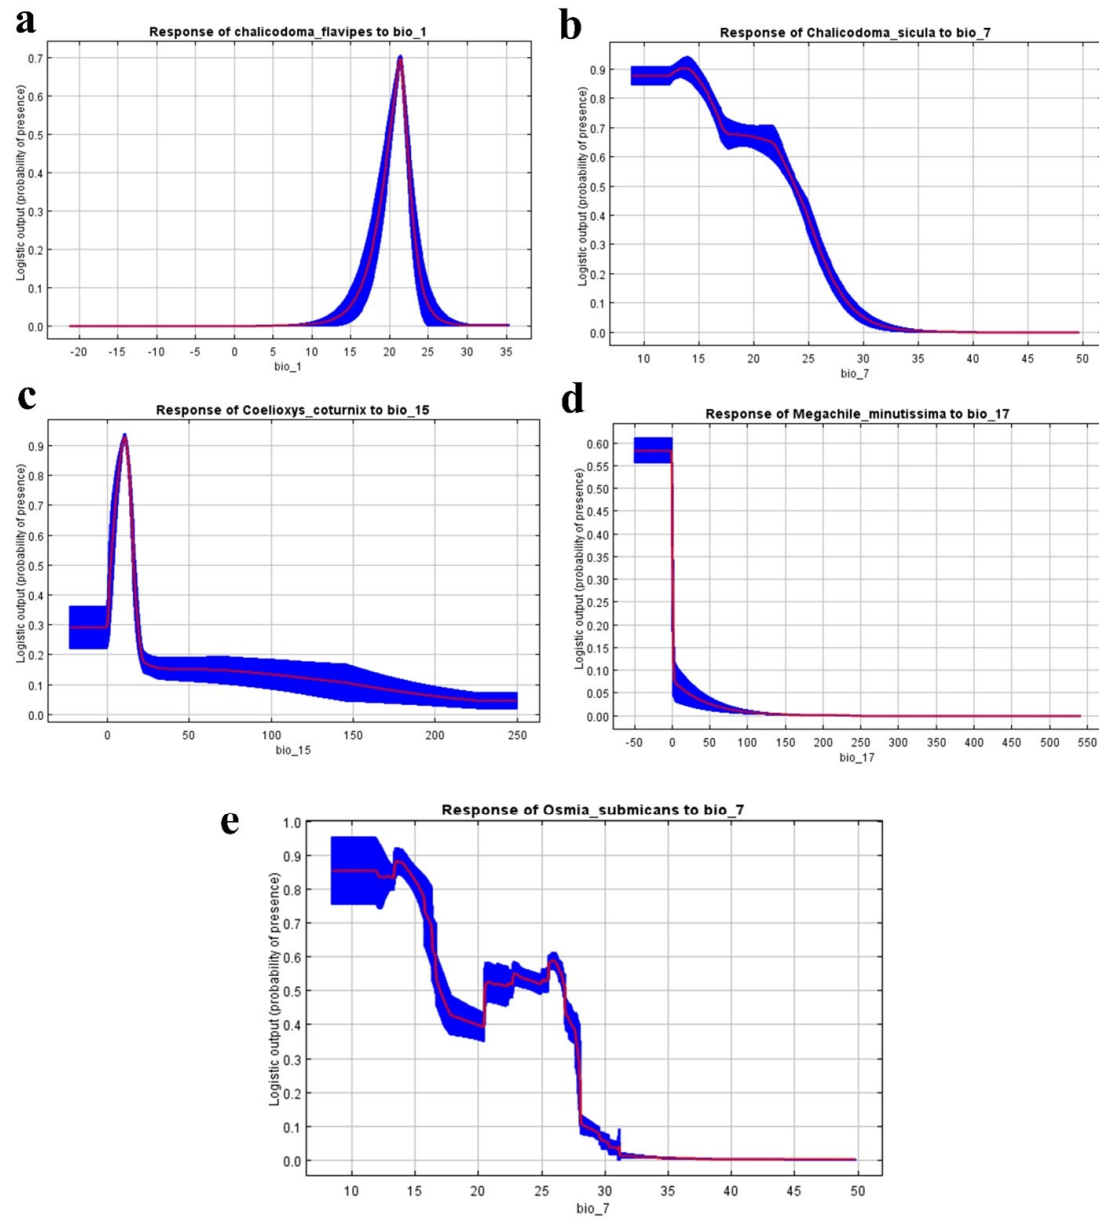 a
Response of chalicodoma_flavipes to bio_1
Logistic output (probability of presence)
0.7
0.6
0.5
0.4
0.3
0.2
0.1
0.0
-20 -15 -10 -5 0 5 10 15 20 25 30 35
bio_1
b
Response of Chalicodoma_sicula to bio_7
Logistic output (probability of presence)
0.9
0.8
0.7
0.6
0.5
0.4
0.3
0.2
0.1
0.0
10 15 20 25 30 35 40 45 50
bio_7
c
Response of Coelioxys_coturnix to bio_15
Logistic output (probability of presence)
0.9
0.8
0.7
0.6
0.5
0.4
0.3
0.2
0.1
0.0
0 50 100 150 200 250
bio_15
d
Response of Megachile_minutissima to bio_17
Logistic output (probability of presence)
0.60
0.55
0.50
0.45
0.40
0.35
0.30
0.25
0.20
0.15
0.10
0.05
0.00
-50 0 50 100 150 200 250 300 350 400 450 500 550
bio_17
e
Response of Osmia_submicans to bio_7
Logistic output (probability of presence)
1.0
0.9
0.8
0.7
0.6
0.5
0.4
0.3
0.2
0.1
0.0
10 15 20 25 30 35 40 45 50
bio_7